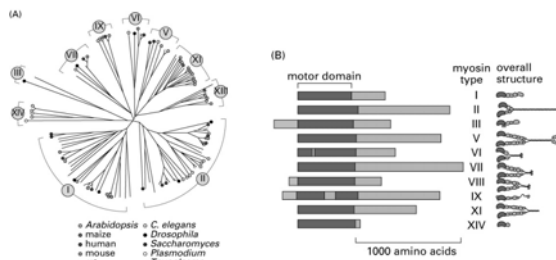 (A)
VI
IX
V
VII
XI
III
XIII
XIV
I
II
Arabidopsis
maize
human
mouse
C. elegans
Drosophila
Saccharomyces
Plasmodium
(B)
motor domain
myosin type
overall structure
I
II
III
V
VI
VII
VIII
IX
XI
XIV
1000 amino acids